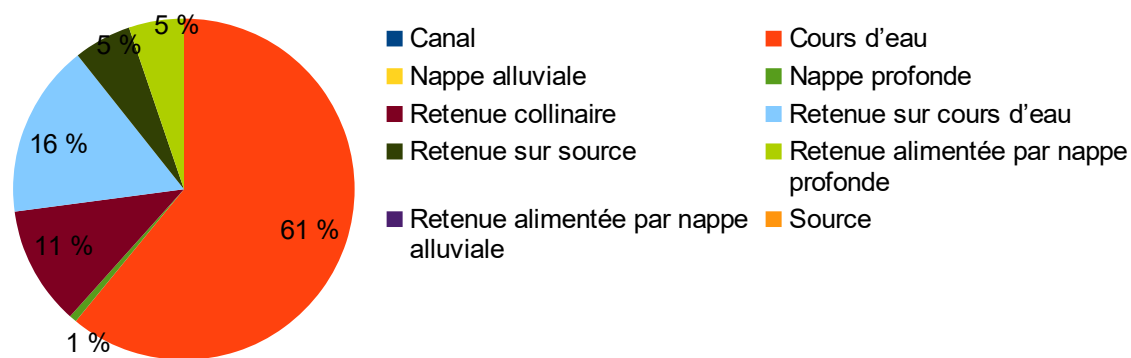 5 %
5 %
16 %
11 %
1 %
61 %
Canal
Cours d’eau
Nappe alluviale
Nappe profonde
Retenue collinaire
Retenue sur cours d’eau
Retenue sur source
Retenue alimentée par nappe
profonde
Retenue alimentée par nappe
alluviale
Source